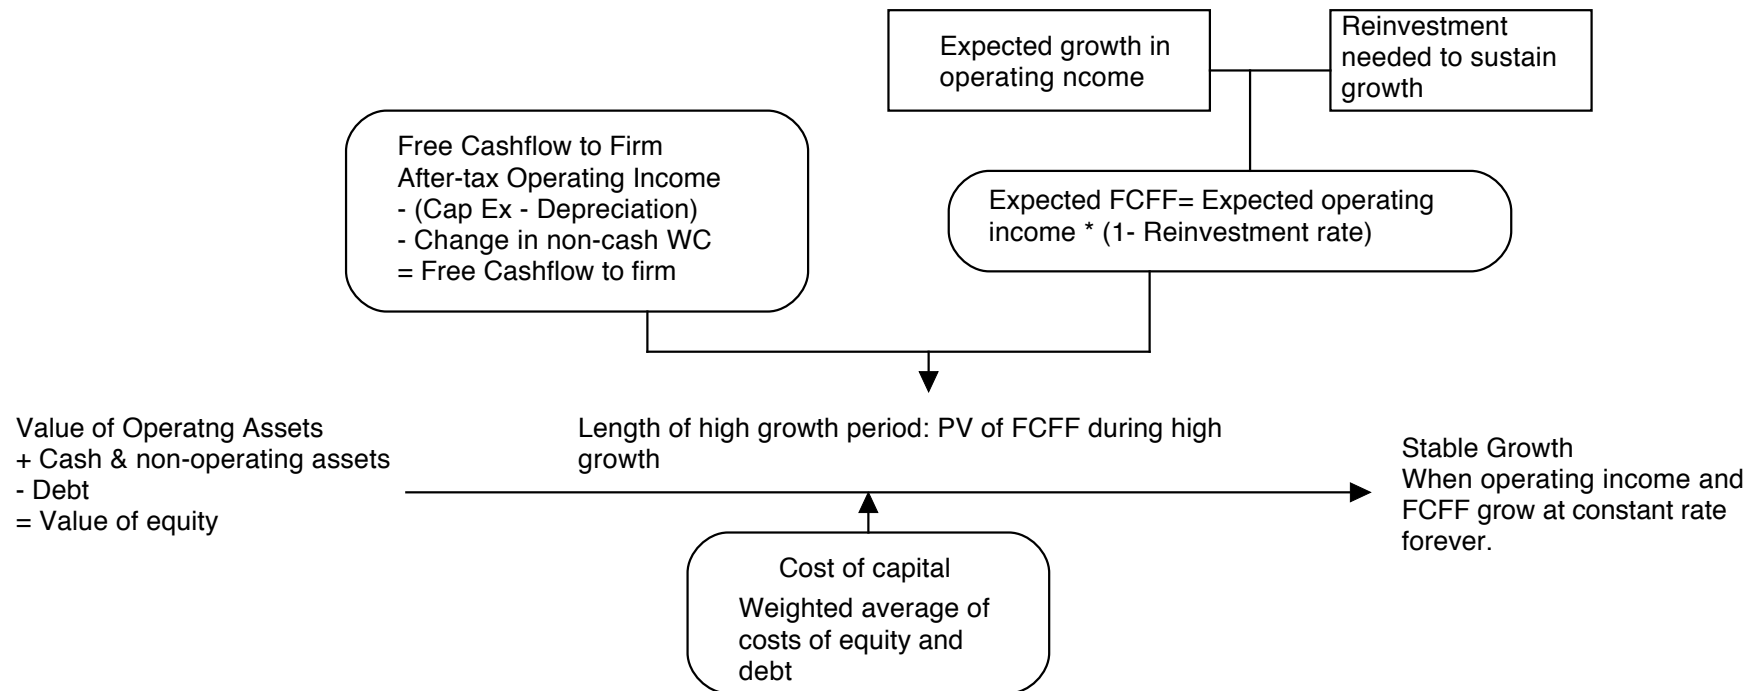 Expected growth in
operating ncome
Reinvestment
needed to sustain
growth
Free Cashflow to Firm
After-tax Operating Income
- (Cap Ex - Depreciation)
- Change in non-cash WC
= Free Cashflow to firm
Expected FCFF= Expected operating
income * (1- Reinvestment rate)
Value of Operatng Assets
+ Cash & non-operating assets
- Debt
= Value of equity
Length of high growth period: PV of FCFF during high
growth
Stable Growth
When operating income and
FCFF grow at constant rate
forever.
Cost of capital
Weighted average of
costs of equity and
debt